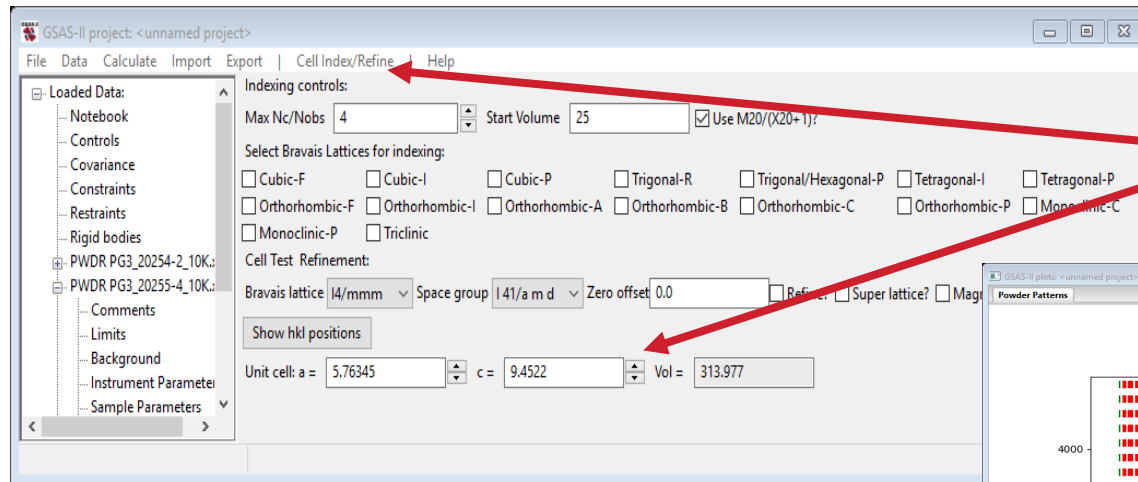 GSAS-II project: <unnamed project>
File Data Calculate Import Export | Cell Index/Refine | Help
Loaded Data:
Notebook
Controls
Covariance
Constraints
Restraints
Rigid bodies
PWDR PG3_20254-2_10K.
PWDR PG3_20255-4_10K.
Comments
Limits
Background
Instrument Parameter
Sample Parameters
Indexing controls:
Max Nc/Nobs 4 Start Volume 25 Use M20/(X20+1)?
Select Bravais Lattices for indexing:
Cubic-F Cubic-I Cubic-P Trigonal-R Trigonal/Hexagonal-P Tetragonal-I Tetragonal-P
Orthorhombic-F Orthorhombic-I Orthorhombic-A Orthorhombic-B Orthorhombic-C Orthorhombic-P Monoclinic-C
Monoclinic-P Triclinic
Cell Test Refinement:
Bravais lattice I4/mmm Space group I 41/a m d Zero offset 0.0 Refine? Super lattice? Magn
Show hkl positions
Unit cell: a = 5.76345 c = 9.4522 Vol = 313.977
GSAS-II plots: <unnamed project>
Powder Patterns
4000